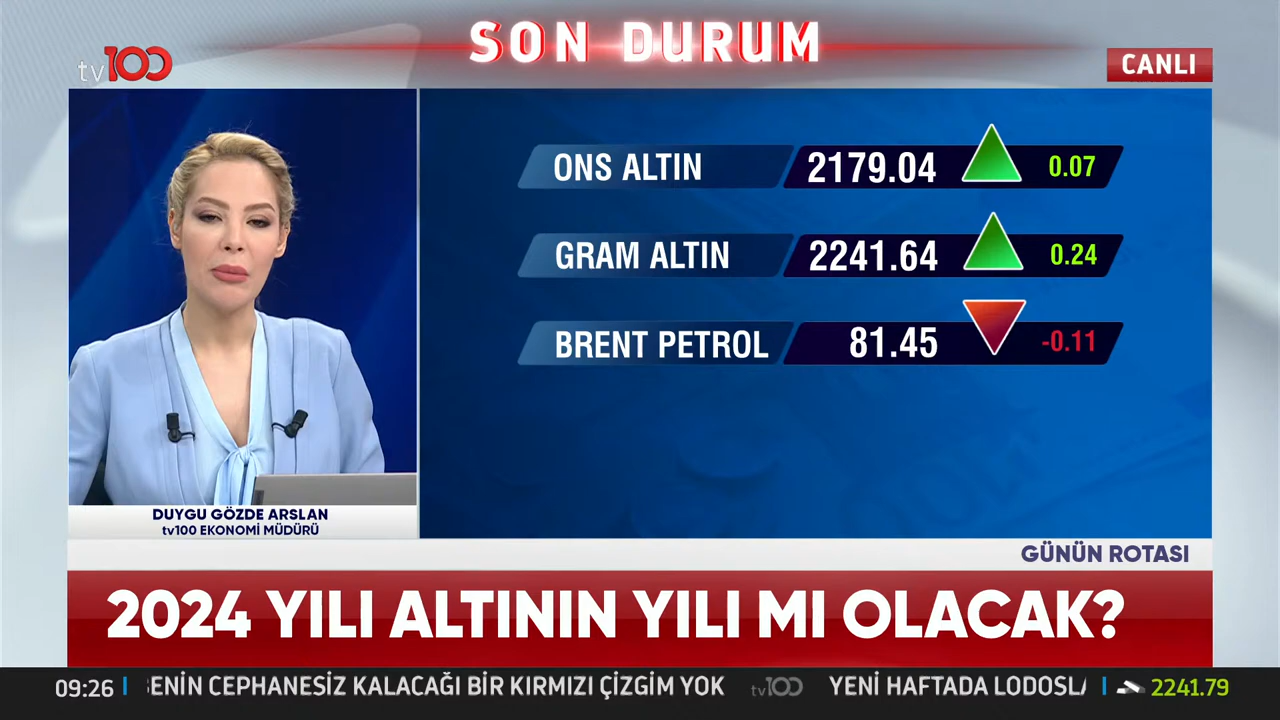 SON DURUM
tv100
CANLI
ONS ALTIN 2179.04 0.07
GRAM ALTIN 2241.64 0.24
BRENT PETROL 81.45 -0.11
DUYGU GÖZDE ARSLAN
tv100 EKONOMİ MÜDÜRÜ
GÜNÜN ROTASI
2024 YILI ALTININ YILI MI OLACAK?
09:26 ENİN CEPHANESİZ KALACAĞI BİR KIRMIZI ÇİZGİM YOK tv100 YENİ HAFTADA LODOSLA 2241.79